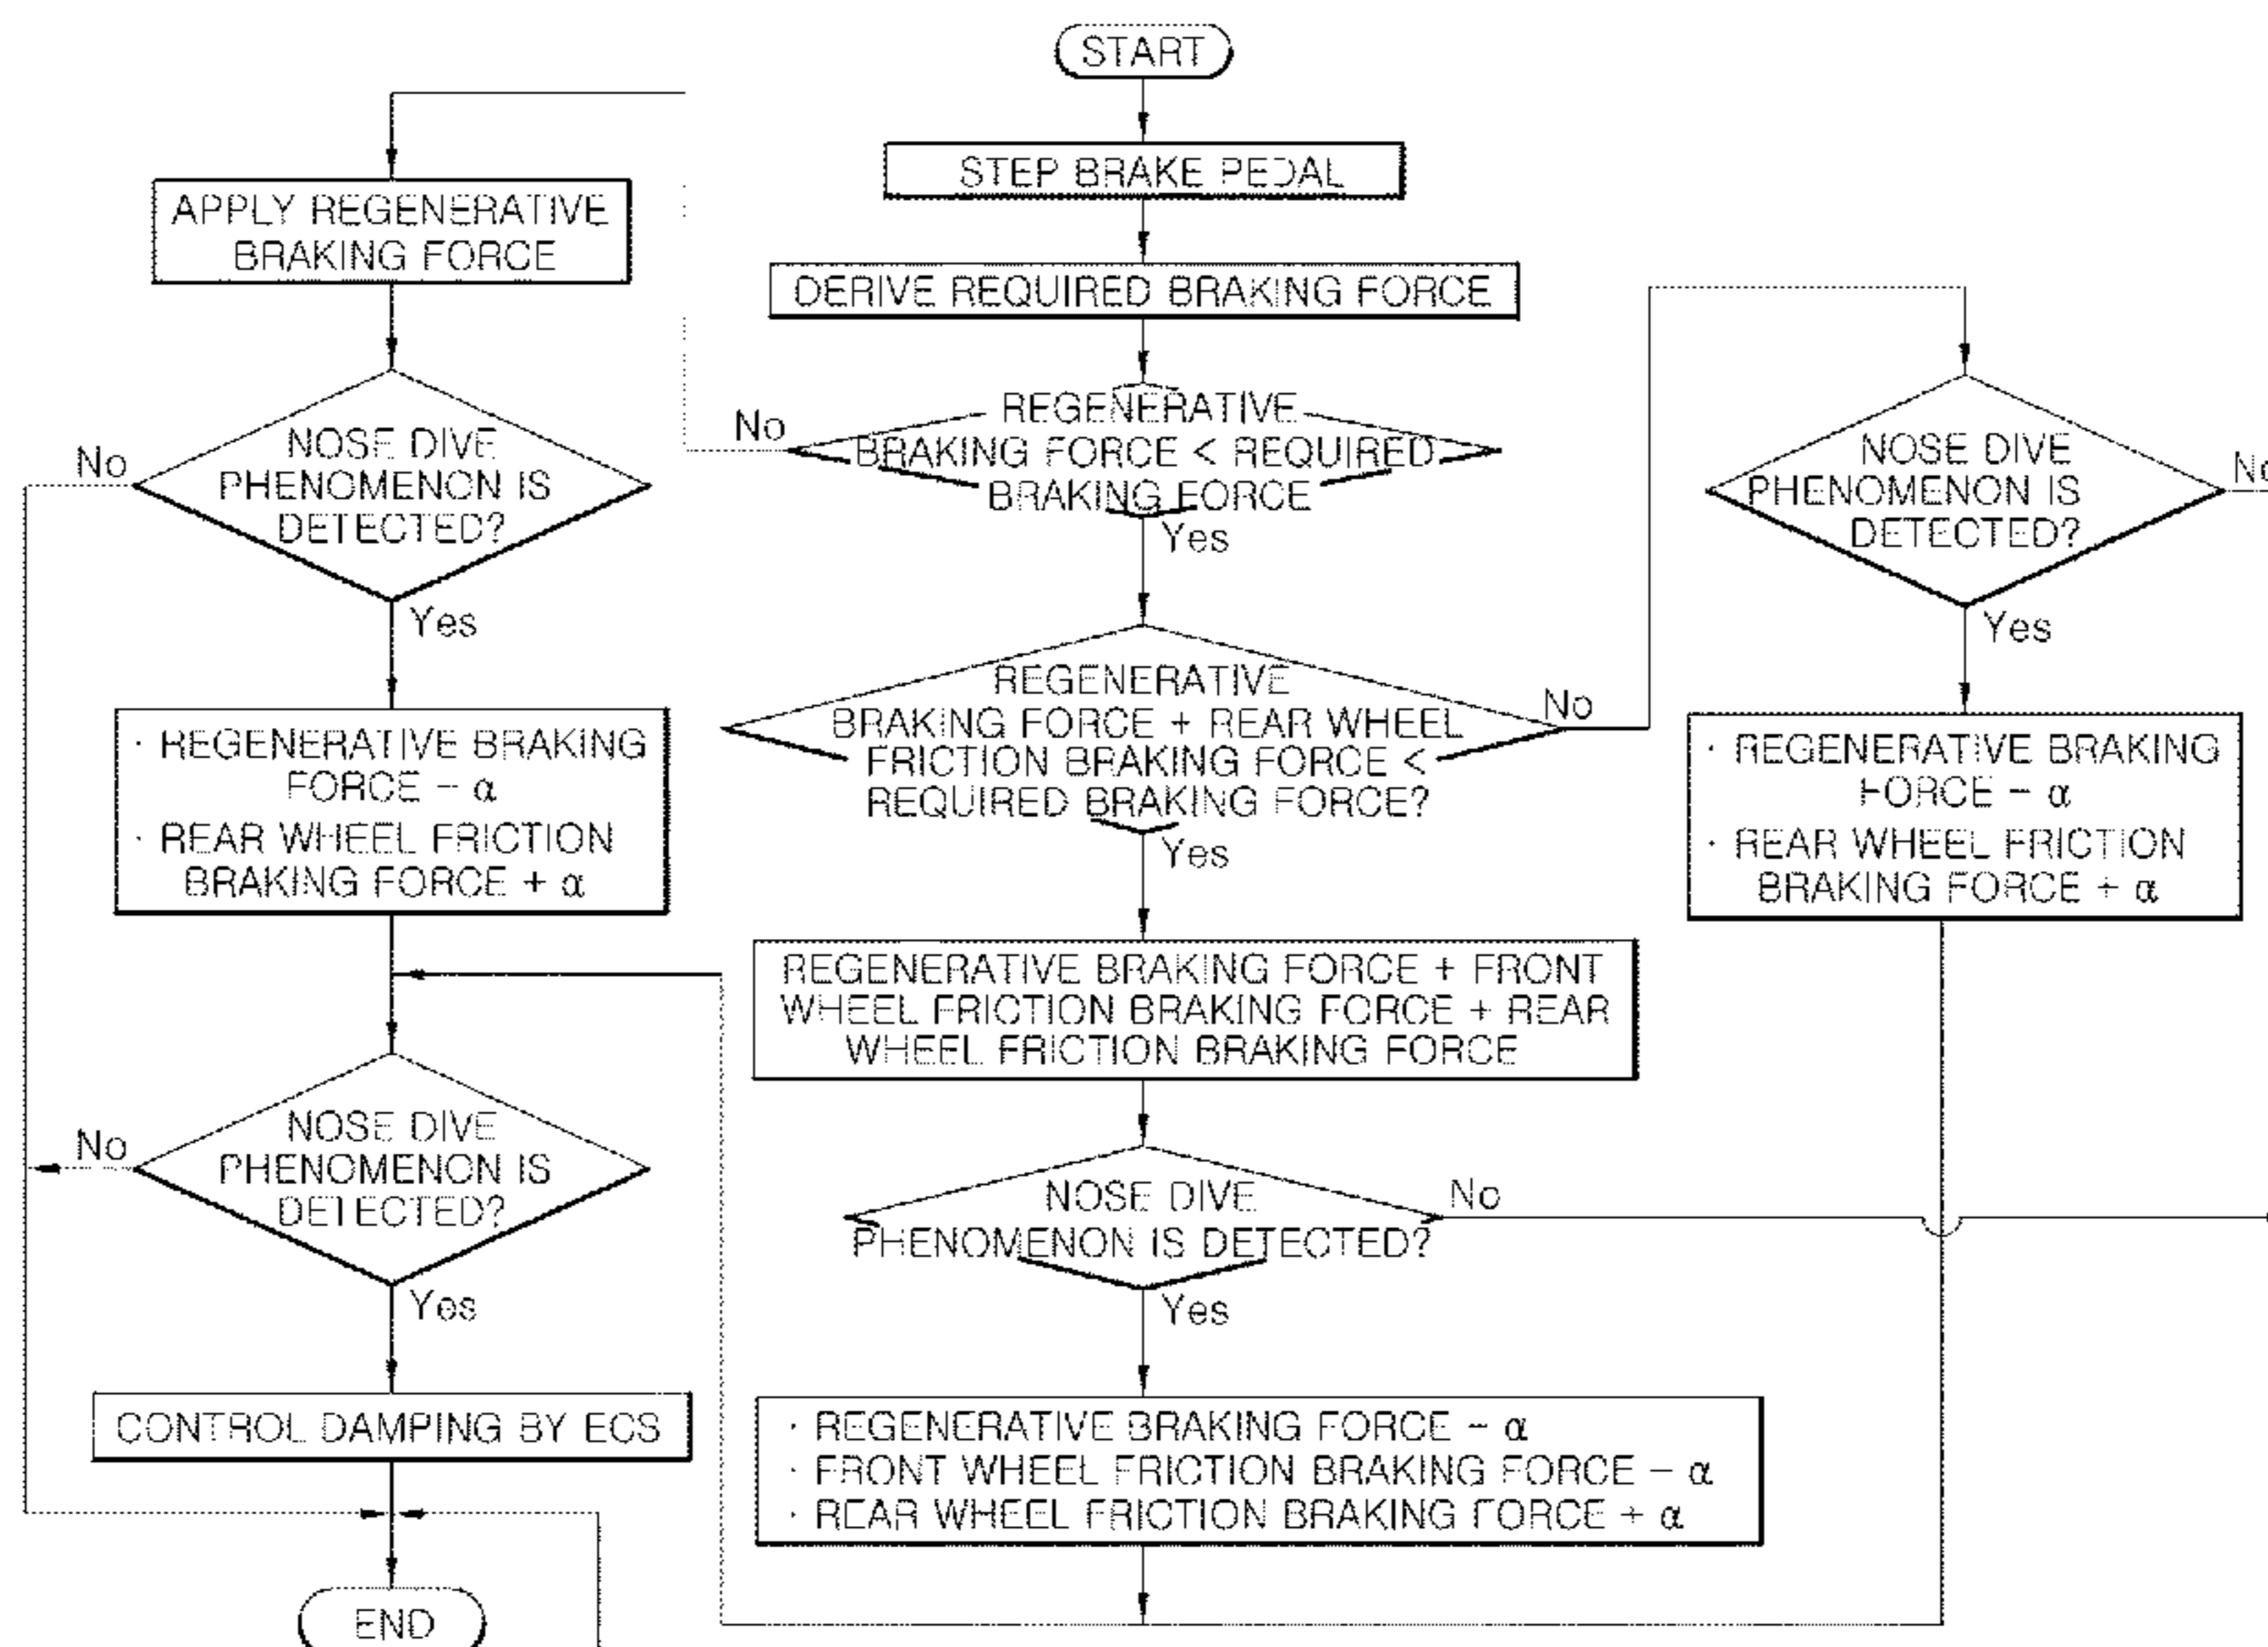 START
STEP BRAKE PEDAL
DERIVE REQUIRED BRAKING FORCE
REGENERATIVE
BRAKING FORCE < REQUIRED
BRAKING FORCE
No
Yes
APPLY REGENERATIVE
BRAKING FORCE
NOSE DIVE
PHENOMENON IS
DETECTED?
No
Yes
· REGENERATIVE BRAKING
FORCE - α
· REAR WHEEL FRICTION
BRAKING FORCE + α
NOSE DIVE
PHENOMENON IS
DETECTED?
No
Yes
CONTROL DAMPING BY ECS
END
REGENERATIVE
BRAKING FORCE + REAR WHEEL
FRICTION BRAKING FORCE <
REQUIRED BRAKING FORCE?
No
Yes
REGENERATIVE BRAKING FORCE + FRONT
WHEEL FRICTION BRAKING FORCE + REAR
WHEEL FRICTION BRAKING FORCE
NOSE DIVE
PHENOMENON IS DETECTED?
No
Yes
· REGENERATIVE BRAKING FORCE - α
· FRONT WHEEL FRICTION BRAKING FORCE - α
· REAR WHEEL FRICTION BRAKING FORCE + α
NOSE DIVE
PHENOMENON IS
DETECTED?
No
Yes
· REGENERATIVE BRAKING
FORCE - α
· REAR WHEEL FRICTION
BRAKING FORCE + α